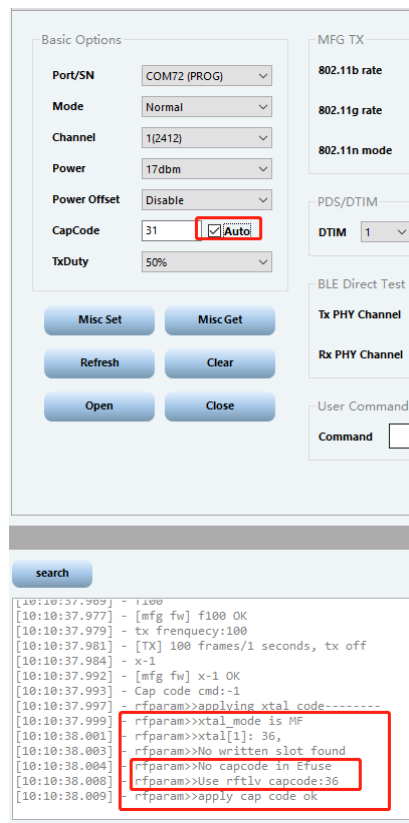 Basic Options
Port/SN COM72 (PROG)
Mode Normal
Channel 1(2412)
Power 17dbm
Power Offset Disable
CapCode 31 Auto
TxDuty 50%
Misc Set Misc Get
Refresh Clear
Open Close
MFG TX
802.11b rate
802.11g rate
802.11n mode
PDS/DTIM
DTIM 1
BLE Direct Test
Tx PHY Channel
Rx PHY Channel
User Command
Command
search
[10:10:37.969] - f100
[10:10:37.977] - [mfg fw] f100 OK
[10:10:37.979] - tx frenquecy:100
[10:10:37.981] - [TX] 100 frames/1 seconds, tx off
[10:10:37.984] - x-1
[10:10:37.992] - [mfg fw] x-1 OK
[10:10:37.993] - Cap code cmd:-1
[10:10:37.997] - rfparam>>applying xtal code--------
[10:10:37.999] - rfparam>>xtal_mode is MF
[10:10:38.001] - rfparam>>xtal[1]: 36,
[10:10:38.003] - rfparam>>No written slot found
[10:10:38.004] - rfparam>>No capcode in Efuse
[10:10:38.008] - rfparam>>Use rftlv capcode:36
[10:10:38.009] - rfparam>>apply cap code ok